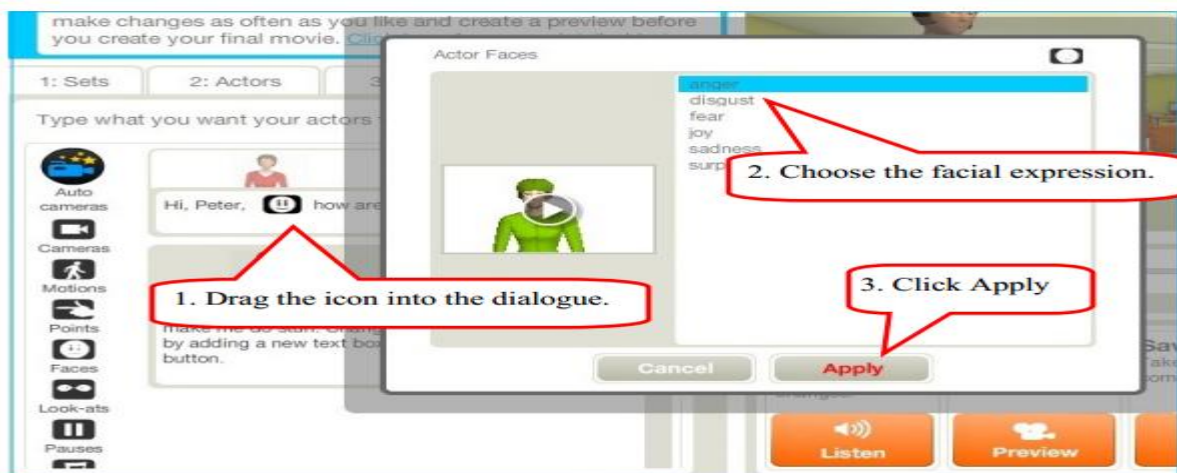 make changes as often as you like and create a preview before
you create your final movie.
Actor Faces
1: Sets
2: Actors
Type what you want your actors
anger
disgust
fear
joy
sadness
2. Choose the facial expression.
Auto
cameras
Hi, Peter, how are
Cameras
Motions
1. Drag the icon into the dialogue.
3. Click Apply
Points
make me do stuff.
by adding a new text
button.
Faces
Cancel
Apply
Look-ats
Pauses
Listen
Preview